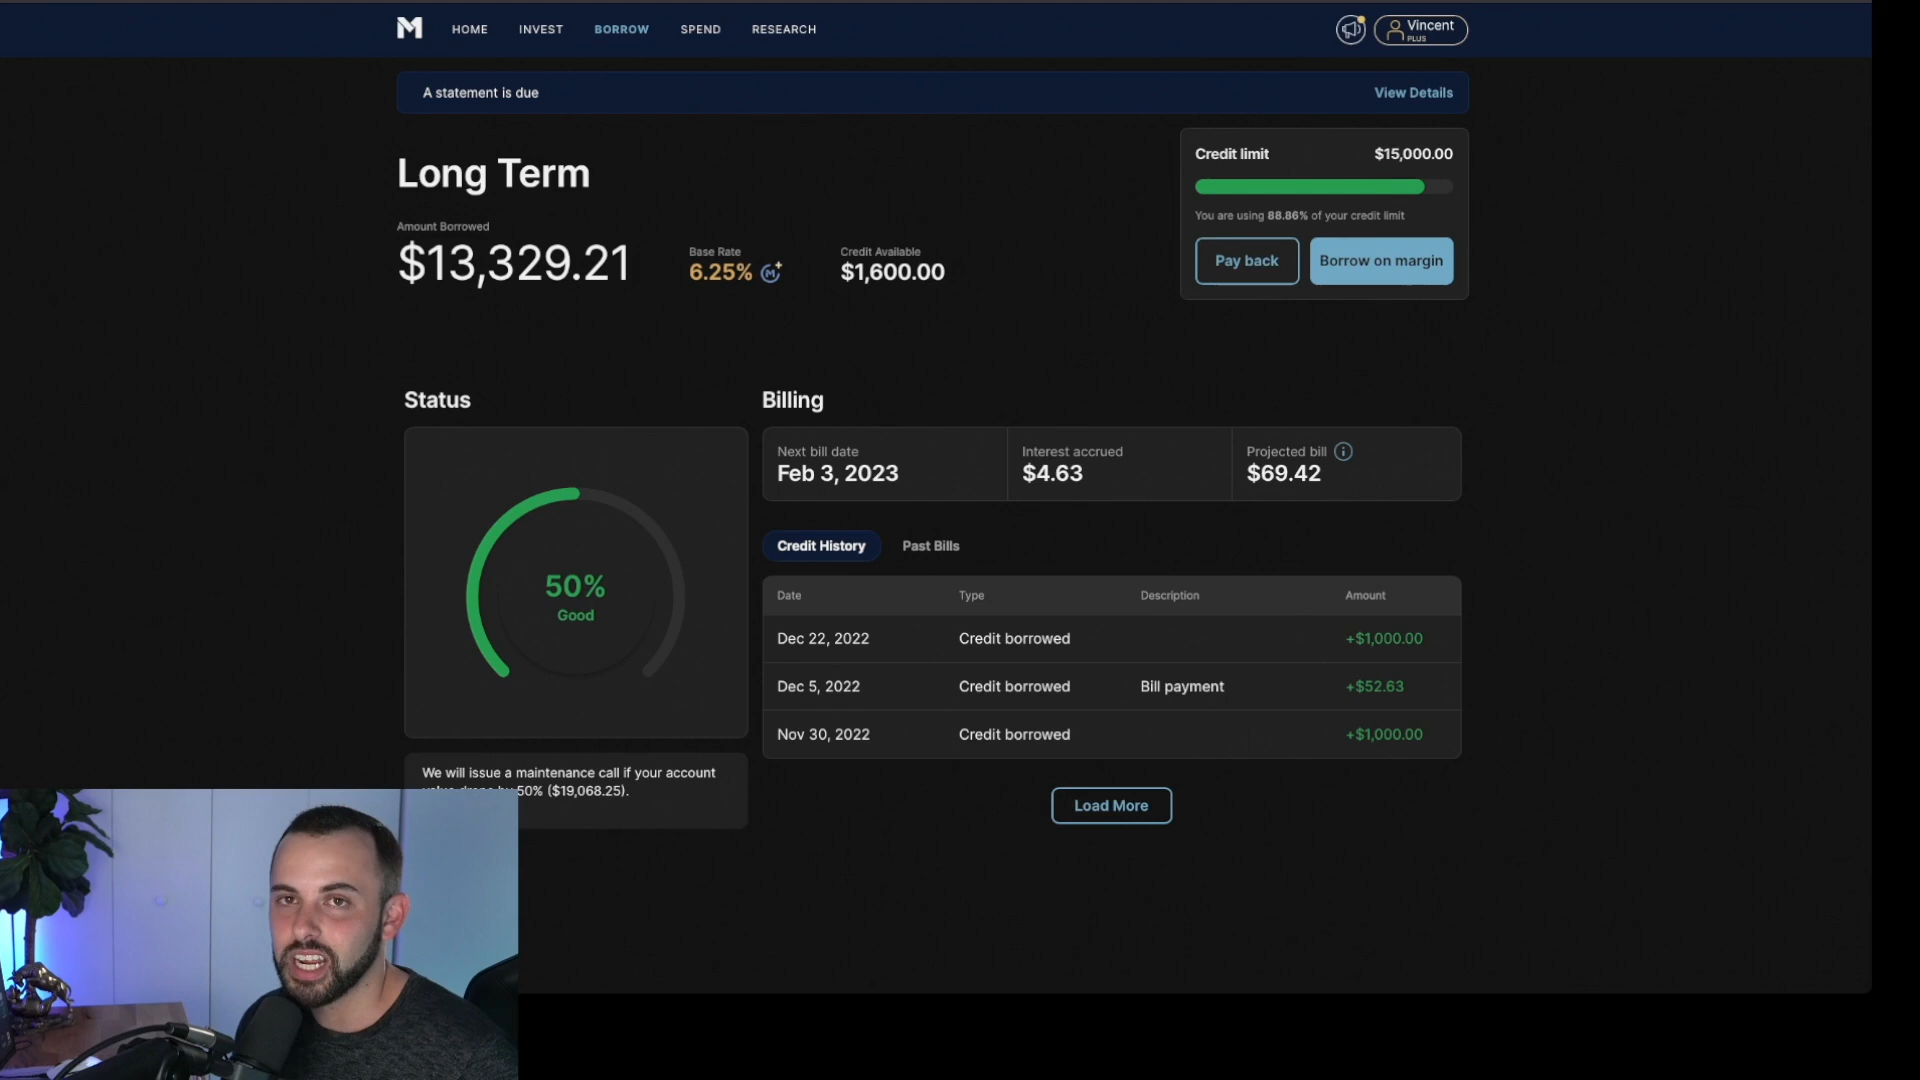 M HOME INVEST BORROW SPEND RESEARCH
Vincent
PLUS
A statement is due
View Details
Long Term
Amount Borrowed
$13,329.21
Base Rate
6.25%
Credit Available
$1,600.00
Credit limit $15,000.00
You are using 88.86% of your credit limit
Pay back
Borrow on margin
Status
50%
Good
We will issue a maintenance call if your account
50% ($19,068.25).
Billing
Next bill date
Feb 3, 2023
Interest accrued
$4.63
Projected bill
$69.42
Credit History
Past Bills
Date Type Description Amount
Dec 22, 2022 Credit borrowed +$1,000.00
Dec 5, 2022 Credit borrowed Bill payment +$52.63
Nov 30, 2022 Credit borrowed +$1,000.00
Load More